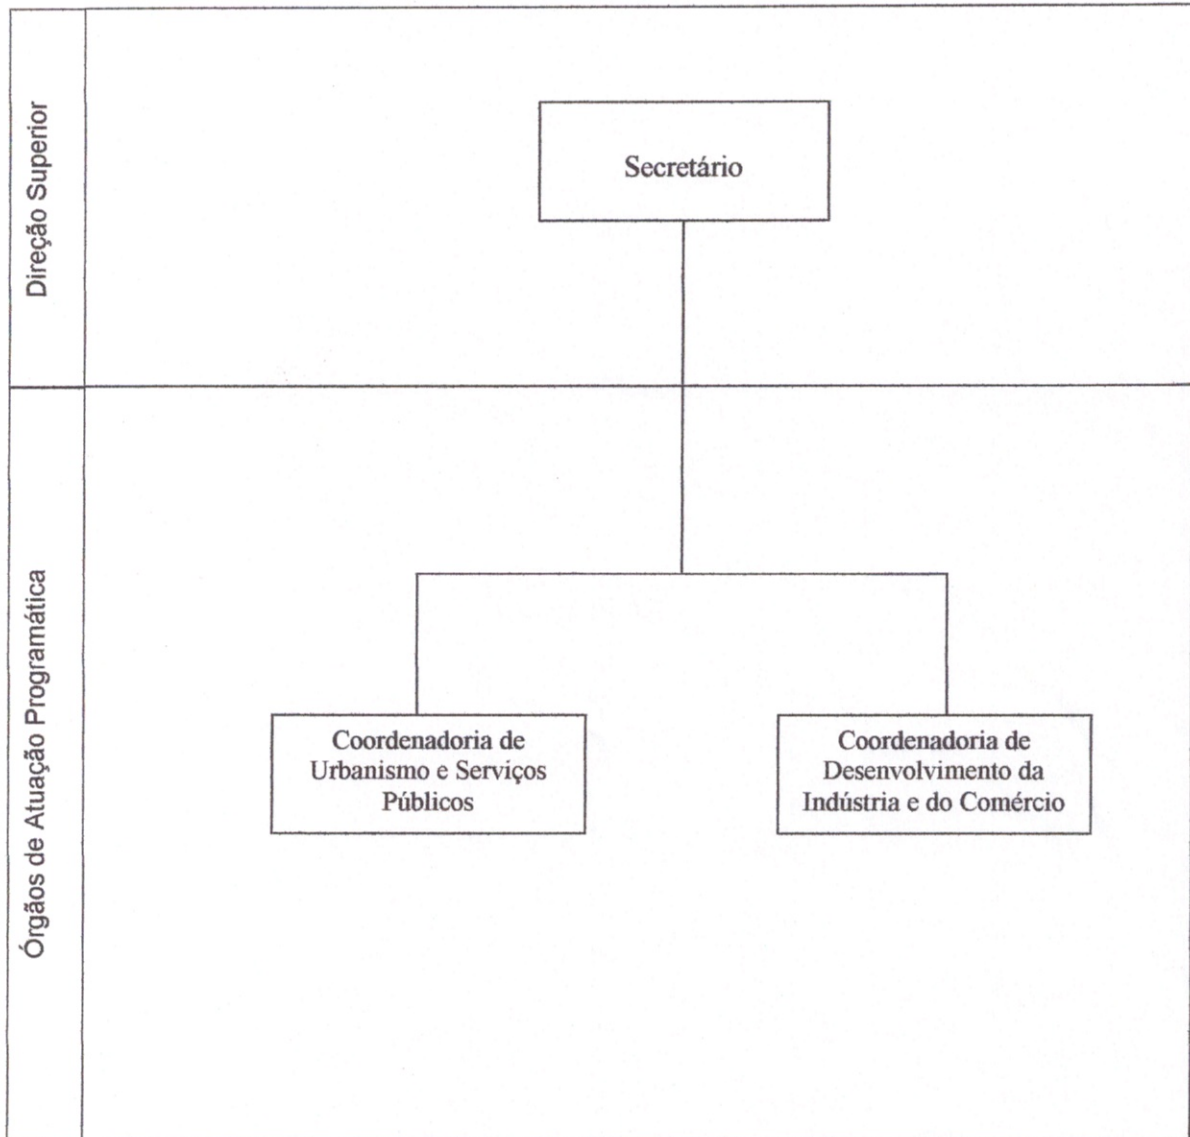 Direção Superior
Secretário
Órgãos de Atuação Programática
Coordenadoria de
Urbanismo e Serviços
Públicos
Coordenadoria de
Desenvolvimento da
Indústria e do Comércio